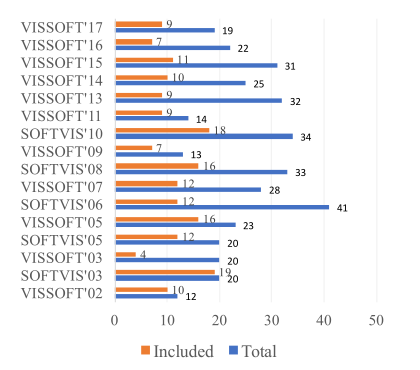 VISSOFT'17 9 19
VISSOFT'16 7 22
VISSOFT'15 11 31
VISSOFT'14 10 25
VISSOFT'13 9 32
VISSOFT'11 9 14
SOFTVIS'10 18 34
VISSOFT'09 7 13
SOFTVIS'08 16 33
VISSOFT'07 12 28
SOFTVIS'06 12 41
VISSOFT'05 16 23
SOFTVIS'05 12 20
VISSOFT'03 4 20
SOFTVIS'03 19 20
VISSOFT'02 10 12
0 10 20 30 40 50
Included Total